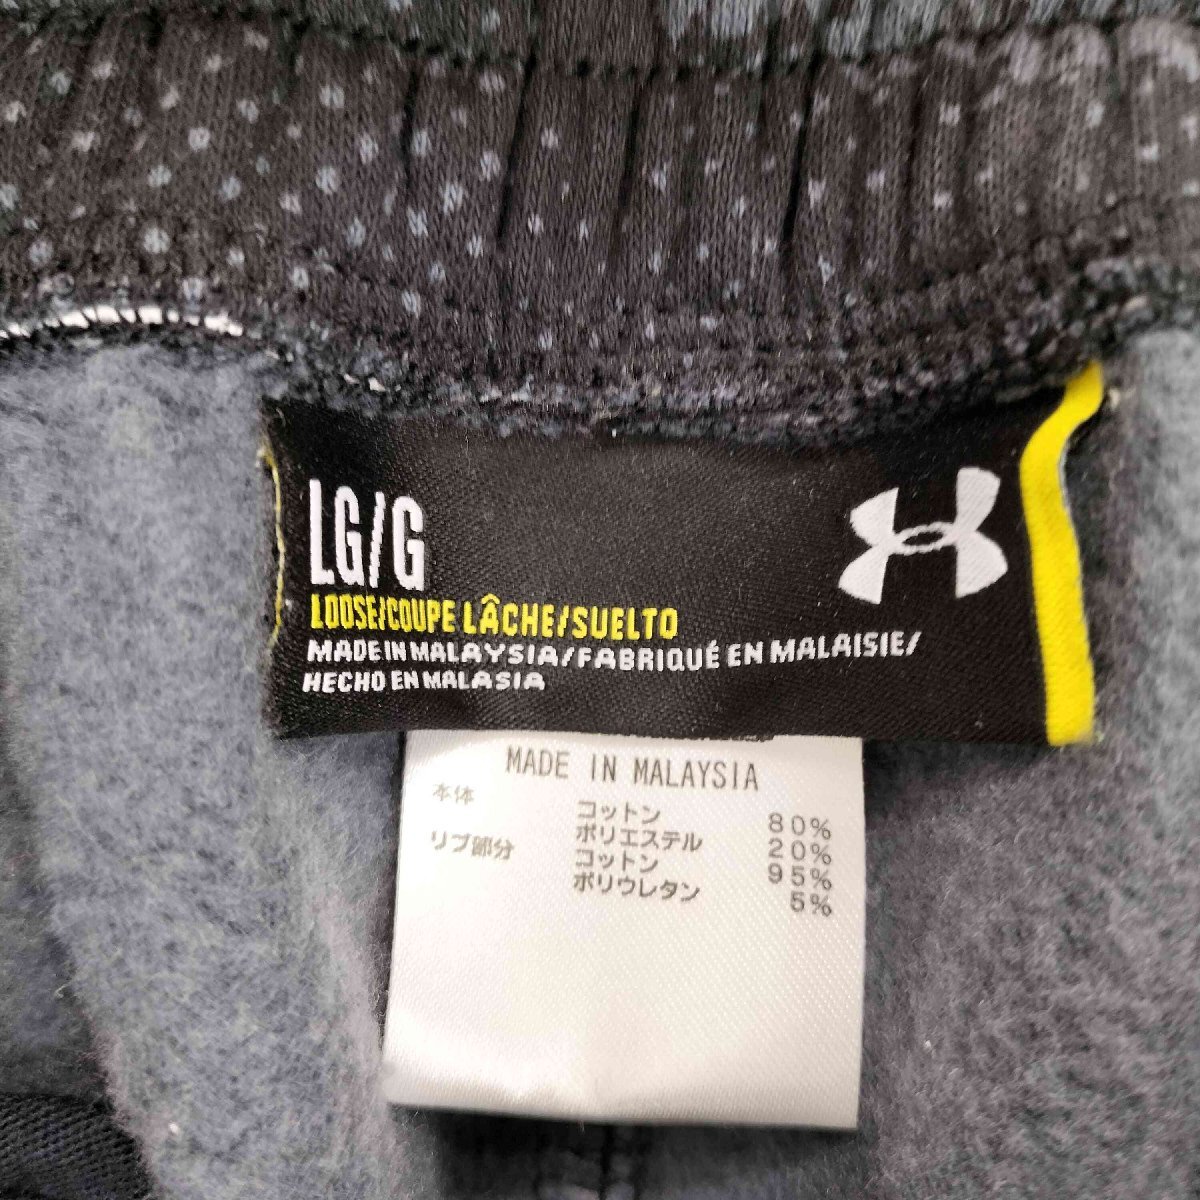 LG/G
LOOSE/COUPE LÂCHE/SUELTO
MADE IN MALAYSIA/FABRIQUÉ EN MALAISIE/
HECHO EN MALASIA
MADE IN MALAYSIA
本体 コットン 80%
ポリエステル 20%
リブ部分 コットン 95%
ポリウレタン 5%